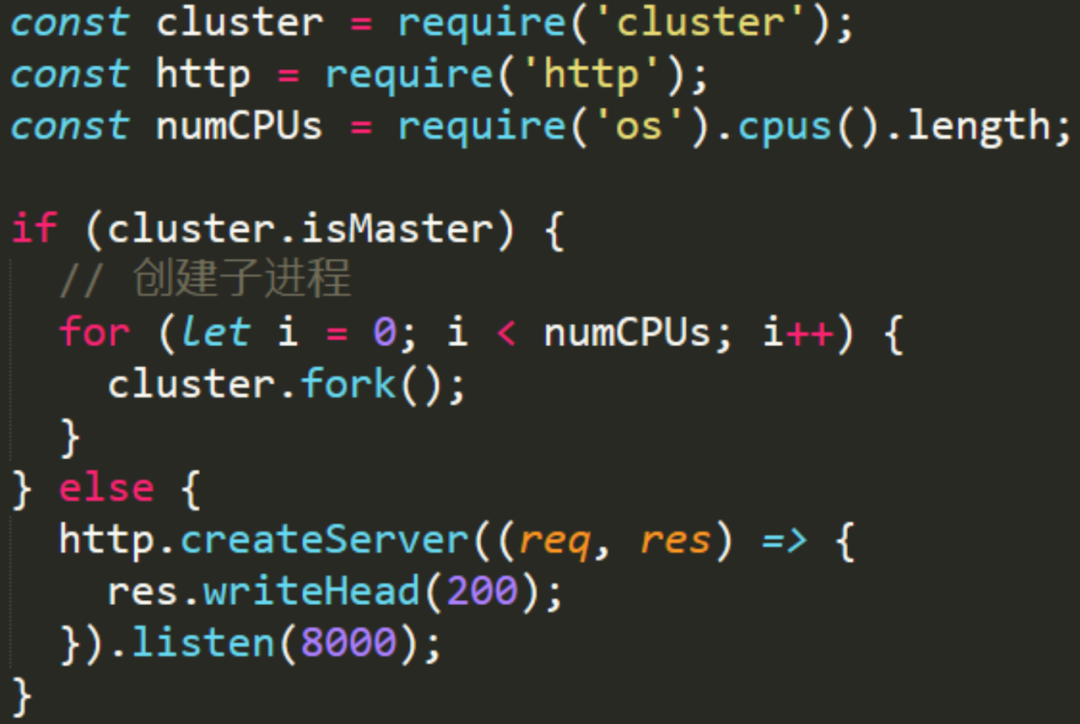 const cluster = require('cluster');
const http = require('http');
const numCPUs = require('os').cpus().length;
if (cluster.isMaster) {
// 创建子进程
for (let i = 0; i < numCPUs; i++) {
cluster.fork();
}
} else {
http.createServer((req, res) => {
res.writeHead(200);
}).listen(8000);
}